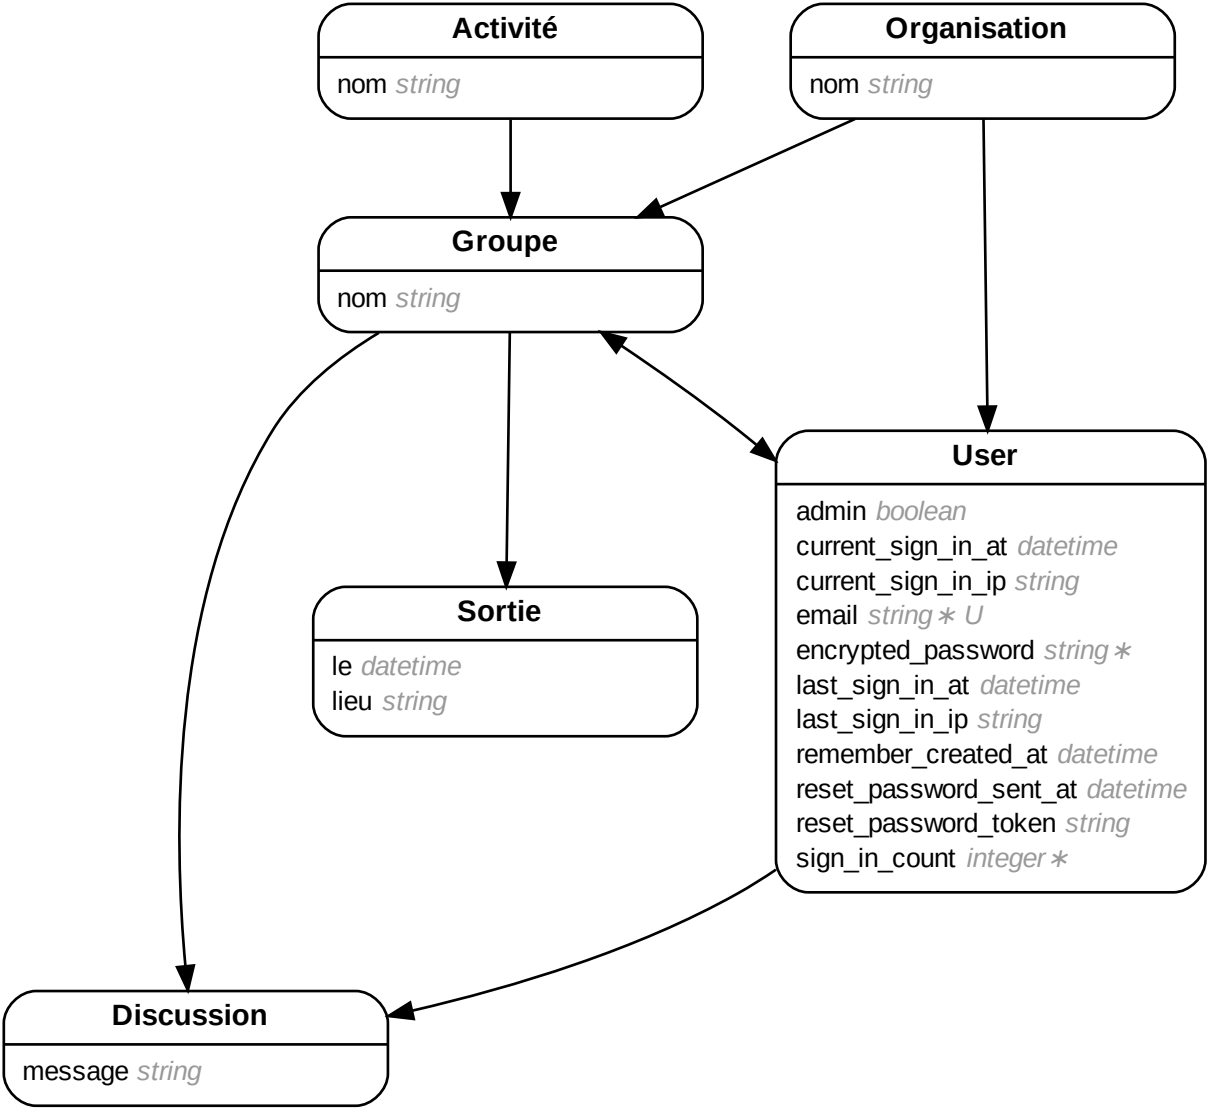 Activité
nom string
Organisation
nom string
Groupe
nom string
User
admin boolean
current_sign_in_at datetime
current_sign_in_ip string
email string∗ U
encrypted_password string∗
last_sign_in_at datetime
last_sign_in_ip string
remember_created_at datetime
reset_password_sent_at datetime
reset_password_token string
sign_in_count integer∗
Sortie
le datetime
lieu string
Discussion
message string